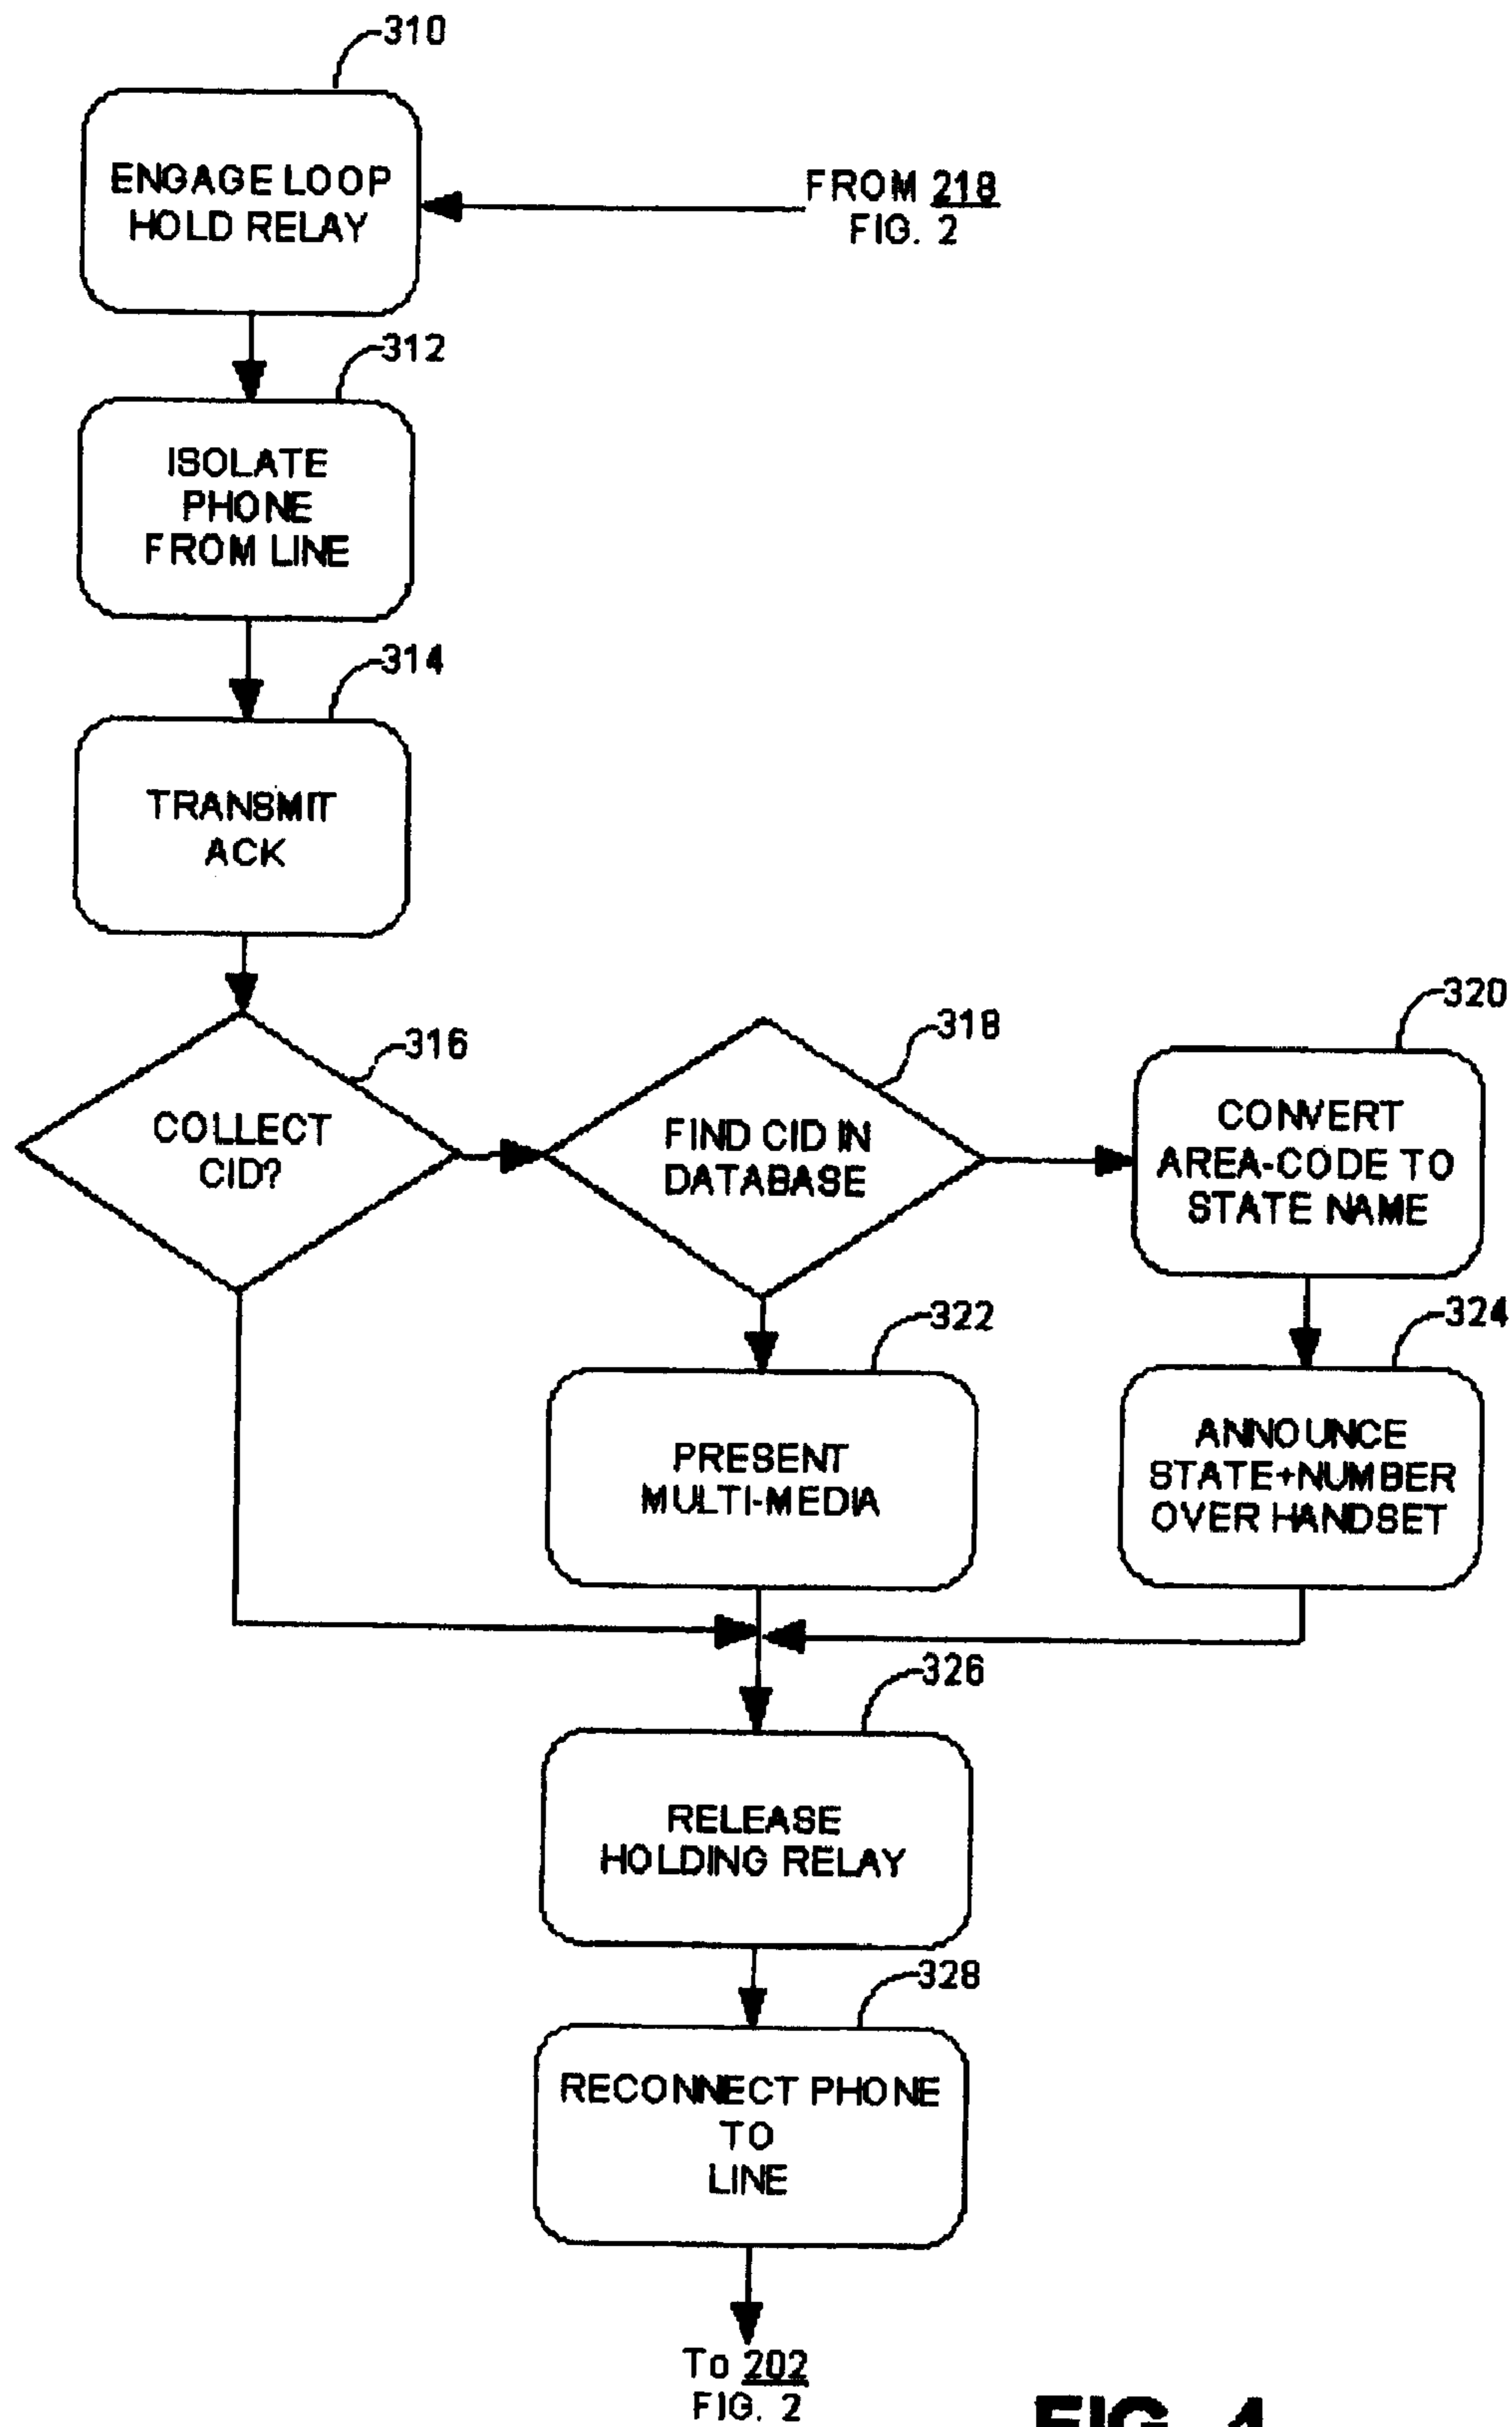 310
ENGAGE LOOP
HOLD RELAY
FROM 218
FIG. 2
312
ISOLATE
PHONE
FROM LINE
314
TRANSMIT
ACK
316
COLLECT
CID?
318
FIND CID IN
DATABASE
320
CONVERT
AREA-CODE TO
STATE NAME
322
PRESENT
MULTI-MEDIA
324
ANNOUNCE
STATE+NUMBER
OVER HANDSET
326
RELEASE
HOLDING RELAY
328
RECONNECT PHONE
TO
LINE
To 202
FIG. 2
FIG.